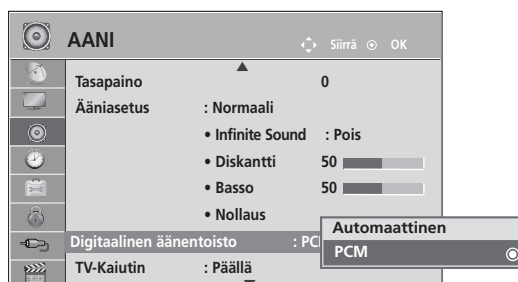 AANI Siirrä OK
Tasapaino 0
Ääniasetus : Normaali
• Infinite Sound : Pois
• Diskantti 50
• Basso 50
• Nollaus
Automaattinen
Digitaalinen äänentoisto : PC
PCM
TV-Kaiutin : Päällä